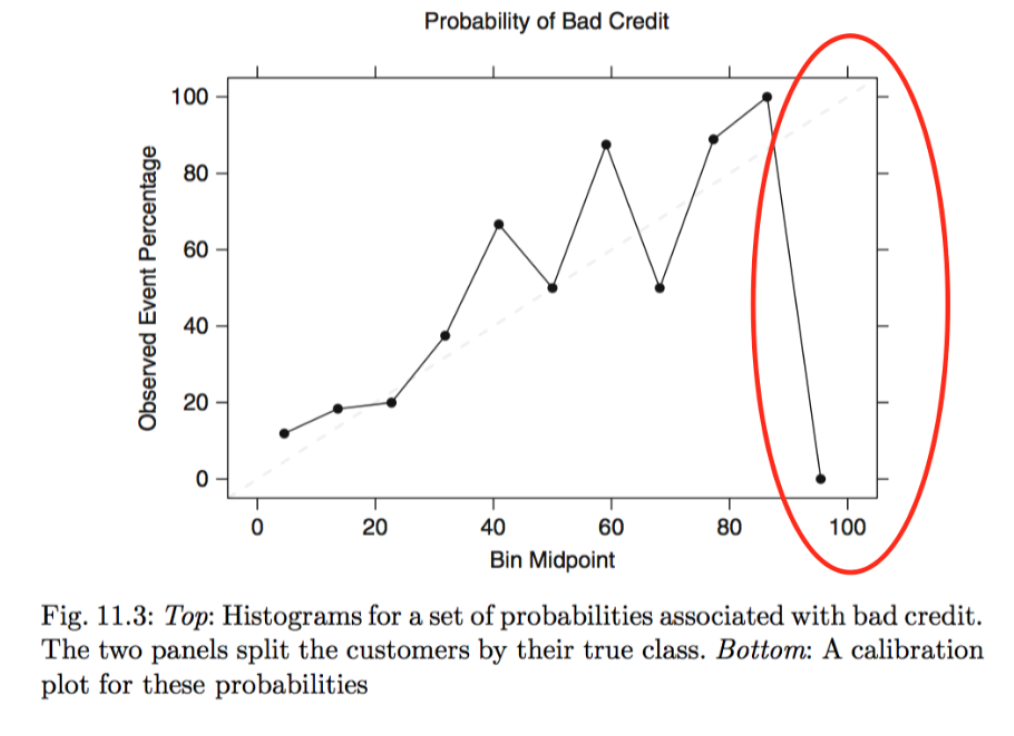 Probability of Bad Credit
100
80
60
40
20
0
Observed Event Percentage
0 20 40 60 80 100
Bin Midpoint
Fig. 11.3: Top: Histograms for a set of probabilities associated with bad credit.
The two panels split the customers by their true class. Bottom: A calibration
plot for these probabilities